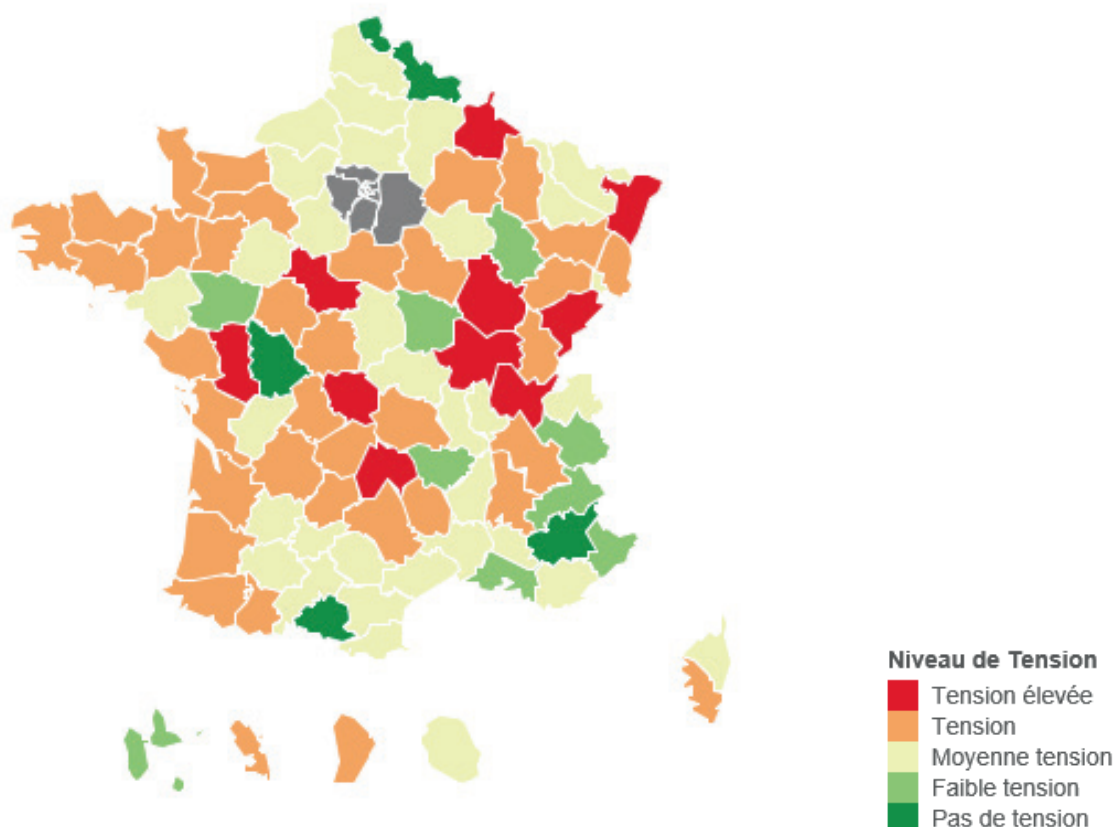 Niveau de Tension
Tension élevée
Tension
Moyenne tension
Faible tension
Pas de tension